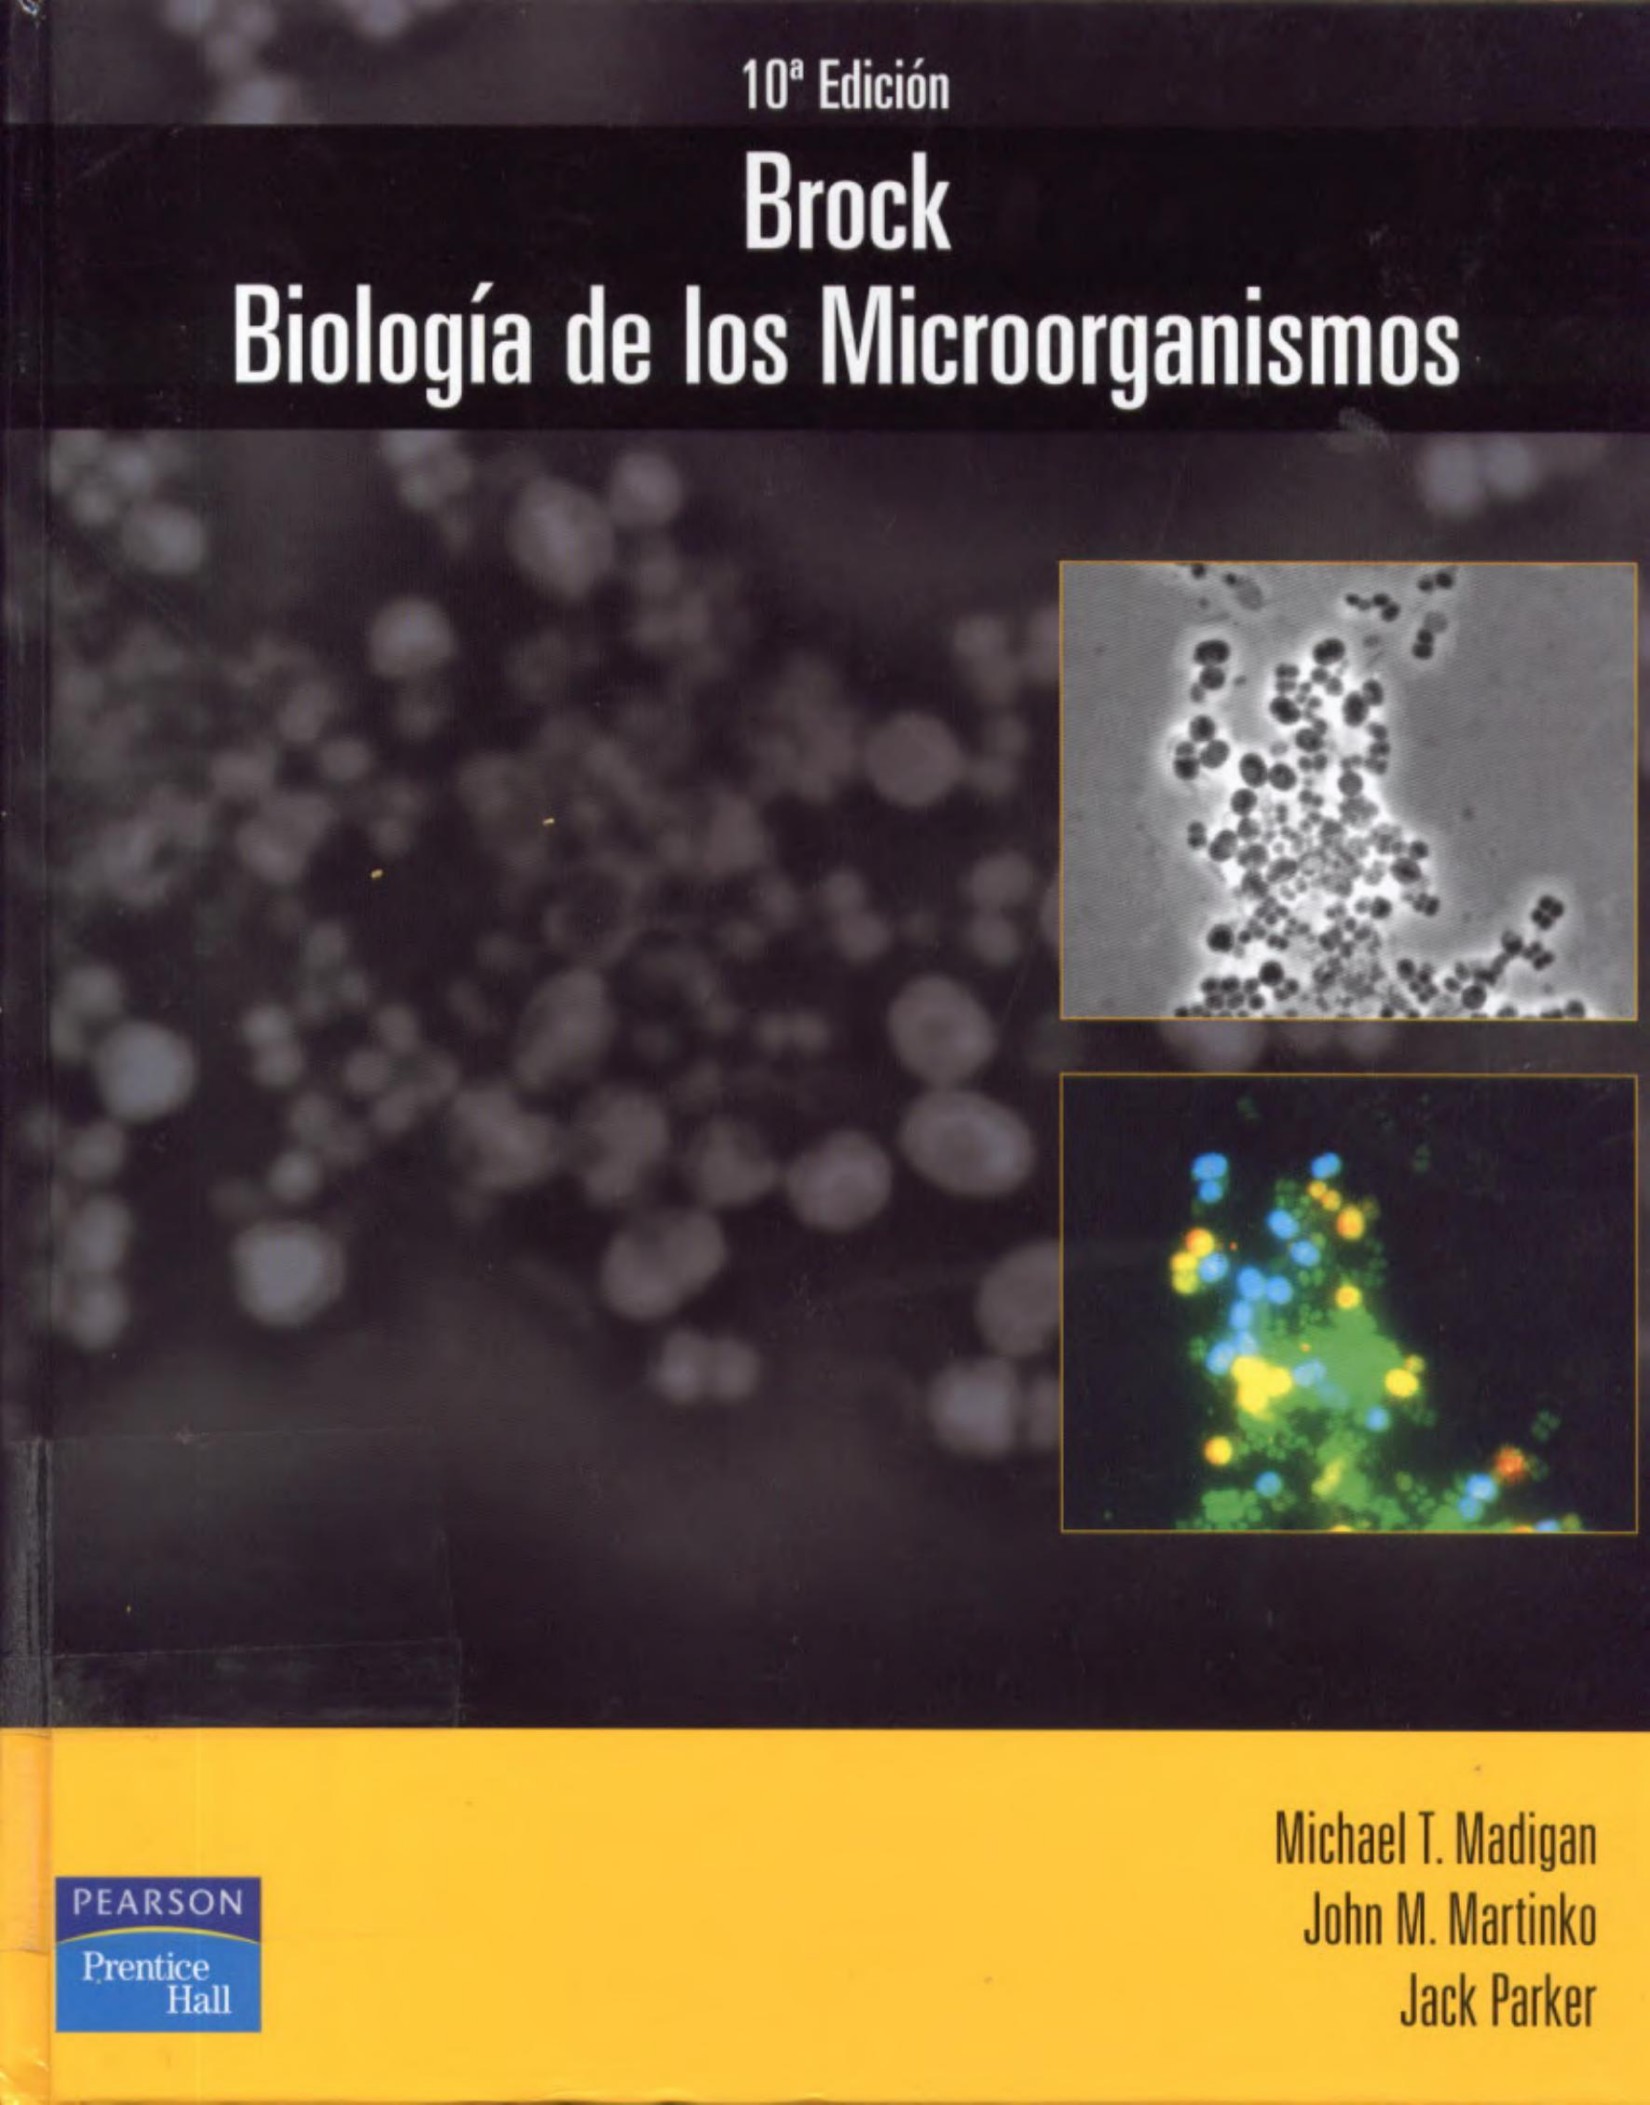 10ª Edición
Brock
Biología de los Microorganismos
Michael T. Madigan
John M. Martinko
Jack Parker
PEARSON
Prentice
Hall